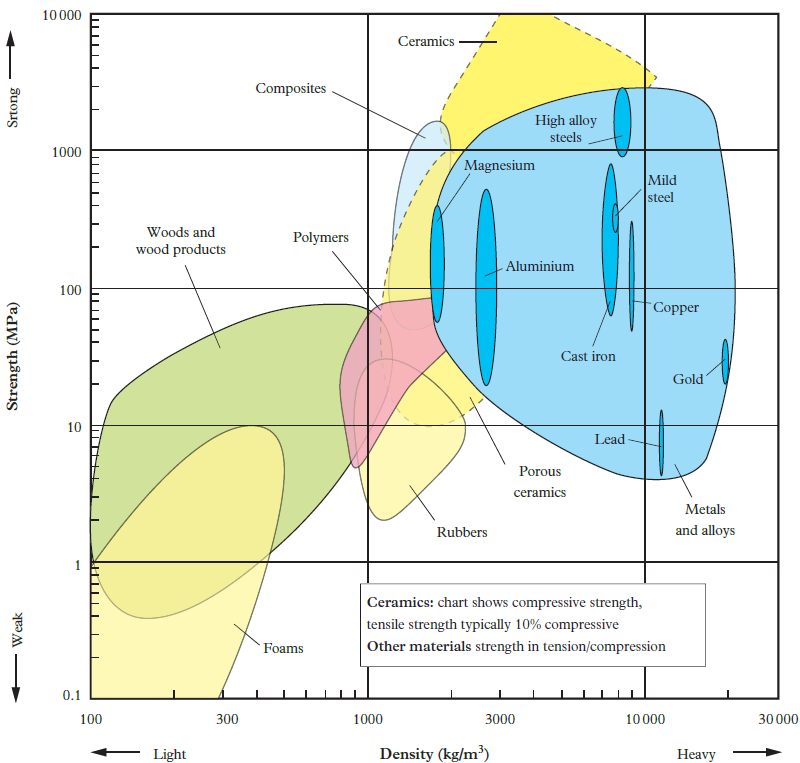 10 000
Ceramics
Composites
Srtong
High alloy
steels
1000
Magnesium
Mild
steel
Woods and
wood products
Polymers
Aluminium
100
Copper
Strength (MPa)
Cast iron
Gold
10
Lead
Porous
ceramics
Metals
and alloys
Rubbers
1
Ceramics: chart shows compressive strength,
tensile strength typically 10% compressive
Other materials strength in tension/compression
Weak
Foams
0.1
100
300
1000
3000
10 000
30 000
Light
Density (kg/m³)
Heavy